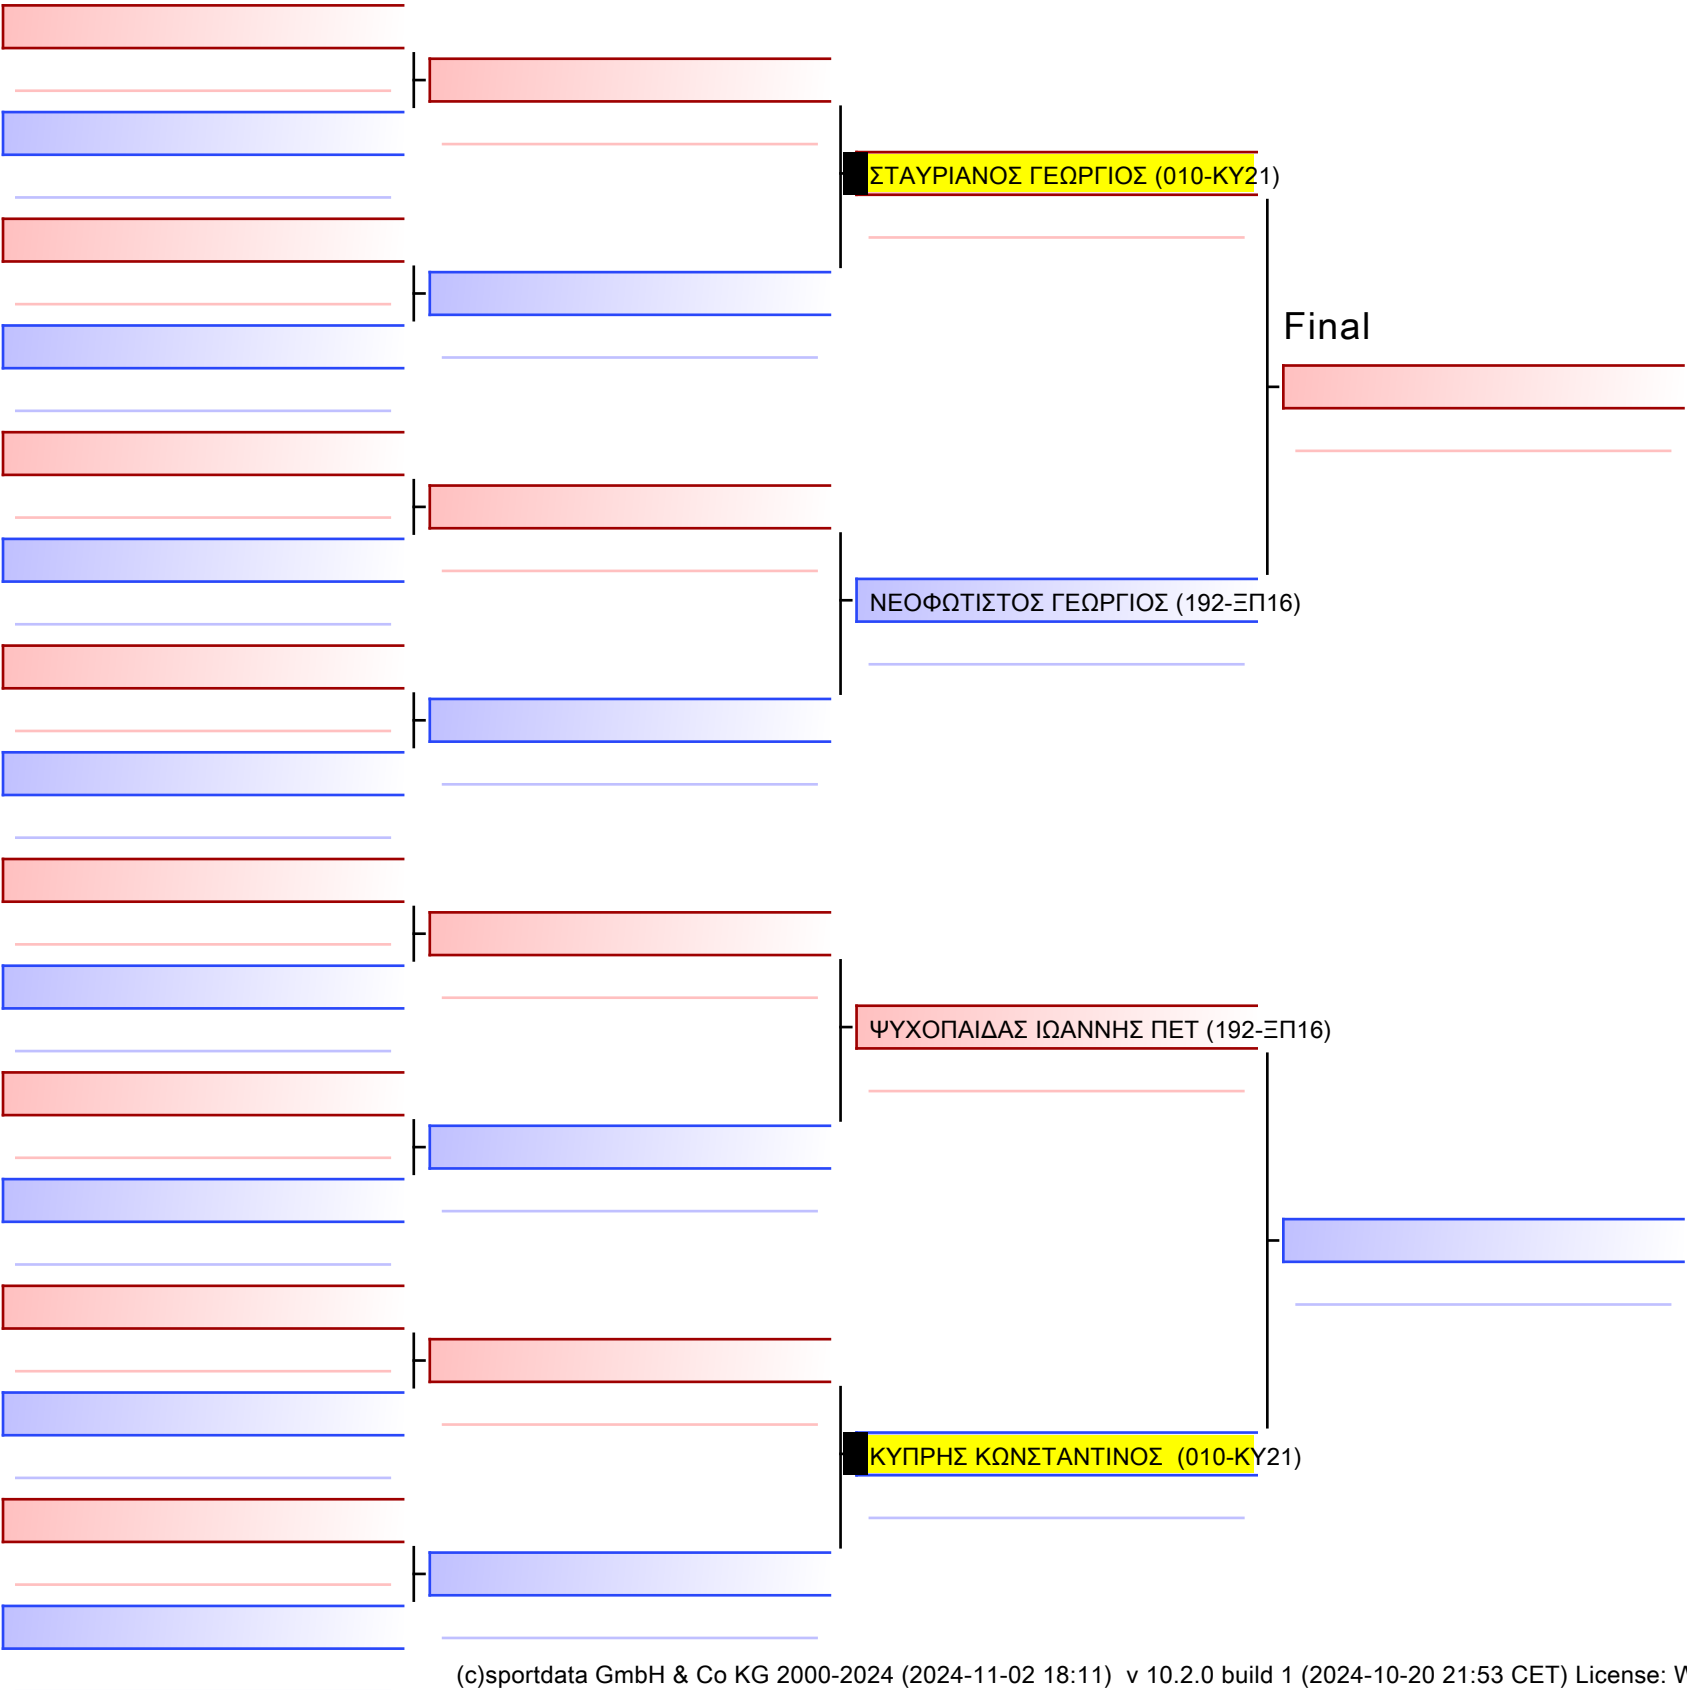 ΣΤΑΥΡΙΑΝΟΣ ΓΕΩΡΓΙΟΣ (010-ΚΥ21)
Final
ΝΕΟΦΩΤΙΣΤΟΣ ΓΕΩΡΓΙΟΣ (192-ΞΠ16)
ΨΥΧΟΠΑΙΔΑΣ ΙΩΑΝΝΗΣ ΠΕΤ (192-ΞΠ16)
ΚΥΠΡΗΣ ΚΩΝΣΤΑΝΤΙΝΟΣ (010-ΚΥ21)
(c)sportdata GmbH & Co KG 2000-2024 (2024-11-02 18:11) v 10.2.0 build 1 (2024-10-20 21:53 CET) License: